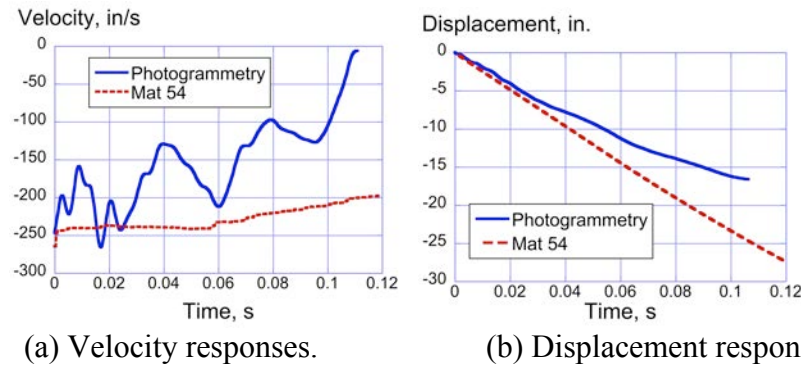 Velocity, in/s
0
-50
-100
-150
-200
-250
-300
Photogrammetry
Mat 54
0 0.02 0.04 0.06 0.08 0.1 0.12
Time, s
(a) Velocity responses.
Displacement, in.
0
-5
-10
-15
-20
-25
-30
Photogrammetry
Mat 54
0 0.02 0.04 0.06 0.08 0.1 0.12
Time, s
(b) Displacement respon